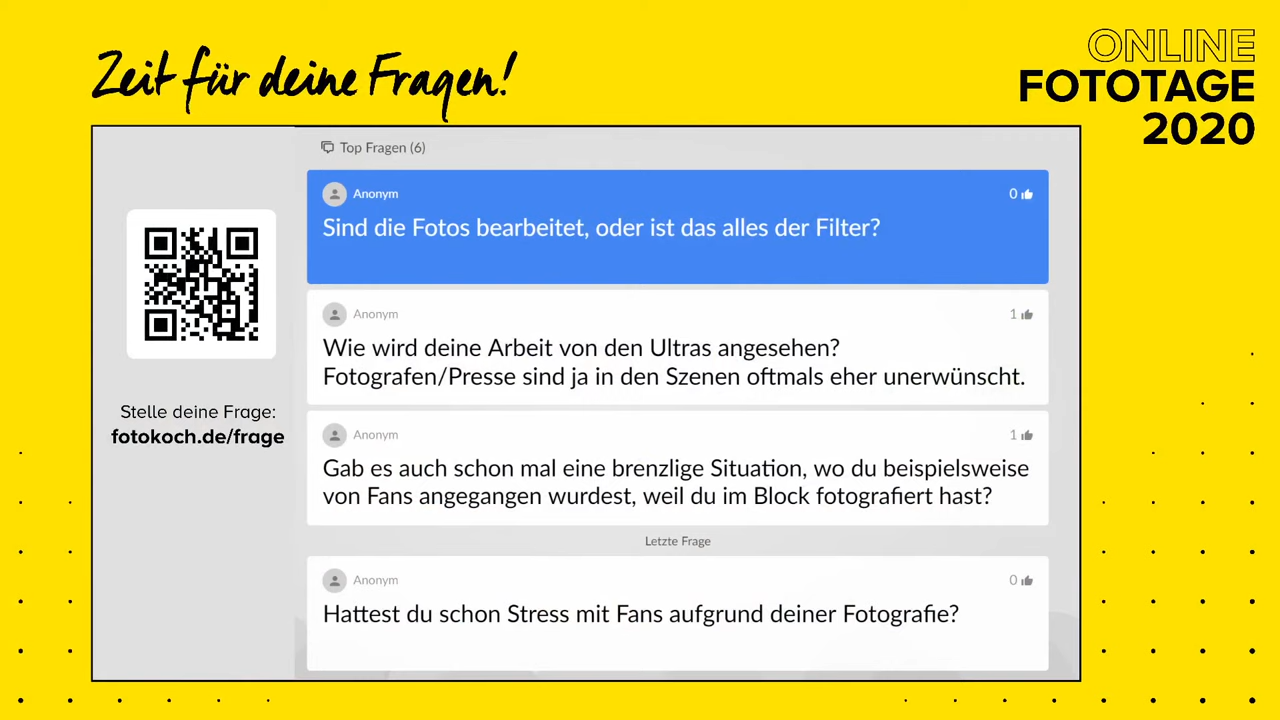 Zeit für deine Fragen!
ONLINE
FOTOTAGE
2020
Top Fragen (6)
Anonym
0
Sind die Fotos bearbeitet, oder ist das alles der Filter?
Anonym
1
Wie wird deine Arbeit von den Ultras angesehen?
Fotografen/Presse sind ja in den Szenen oftmals eher unerwünscht.
Anonym
1
Gab es auch schon mal eine brenzlige Situation, wo du beispielsweise
von Fans angegangen wurdest, weil du im Block fotografiert hast?
Letzte Frage
Anonym
0
Hattest du schon Stress mit Fans aufgrund deiner Fotografie?
Stelle deine Frage:
fotokoch.de/frage